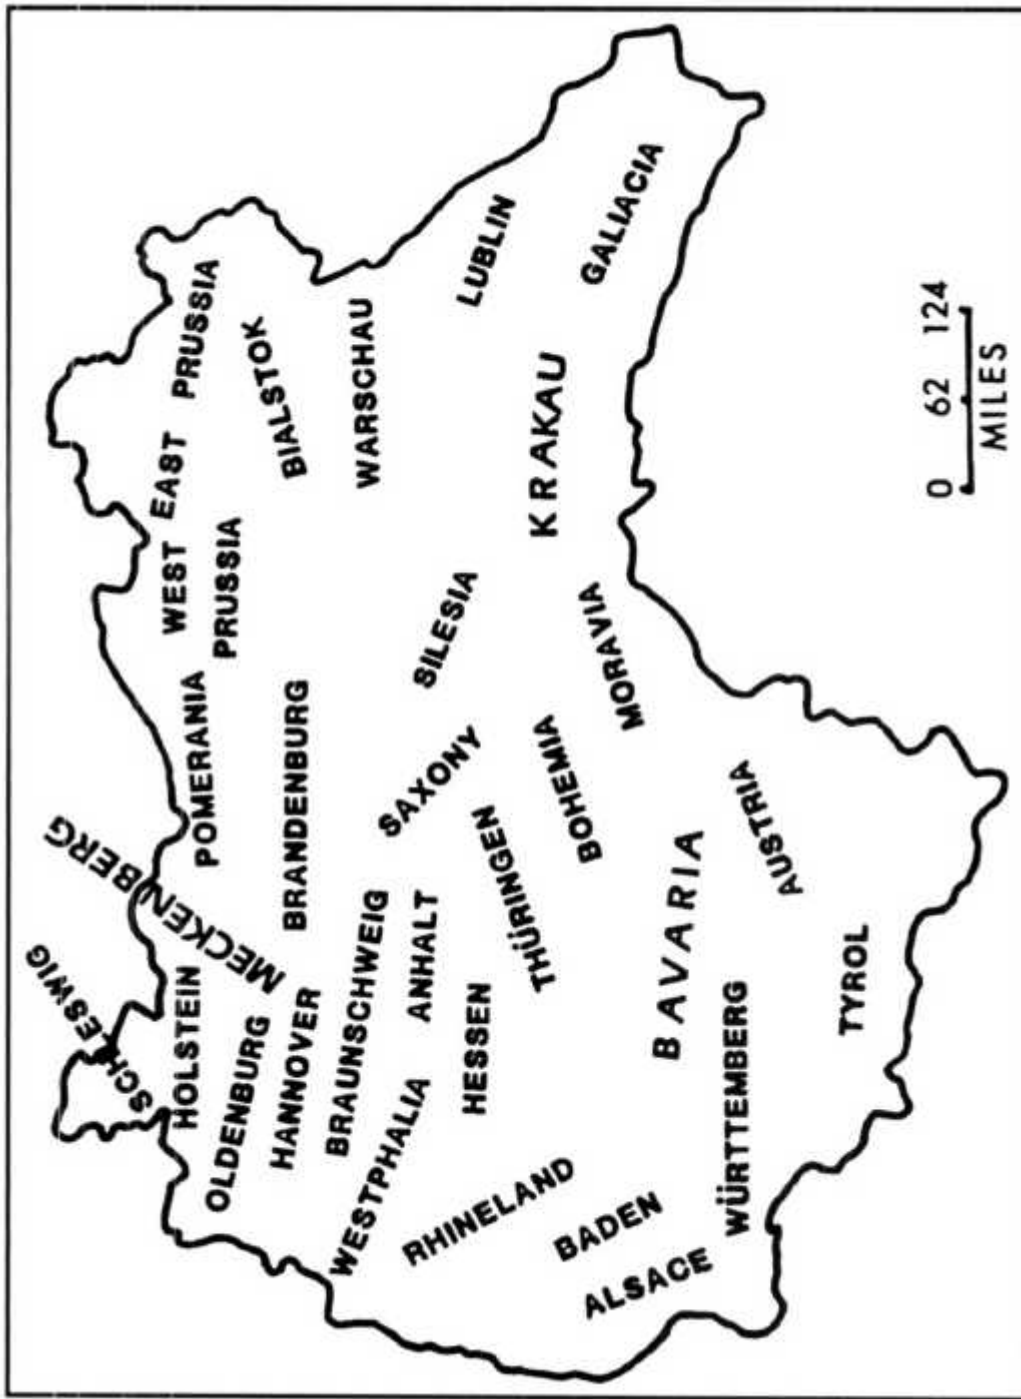 SCHLESWIG
HOLSTEIN
MECKENBERG
POMERANIA
WEST
PRUSSIA
EAST PRUSSIA
OLDENBURG
HANNOVER
BRANDENBURG
BIALSTOK
BRAUNSCHWEIG
WARSCHAU
WESTPHALIA
ANHALT
SAXONY
SILESIA
LUBLIN
RHINELAND
HESSEN
THÜRINGEN
BOHEMIA
KRAKAU
GALIACIA
BADEN
MORAVIA
ALSACE
BAVARIA
WÜRTTEMBERG
AUSTRIA
TYROL
0 62 124
MILES